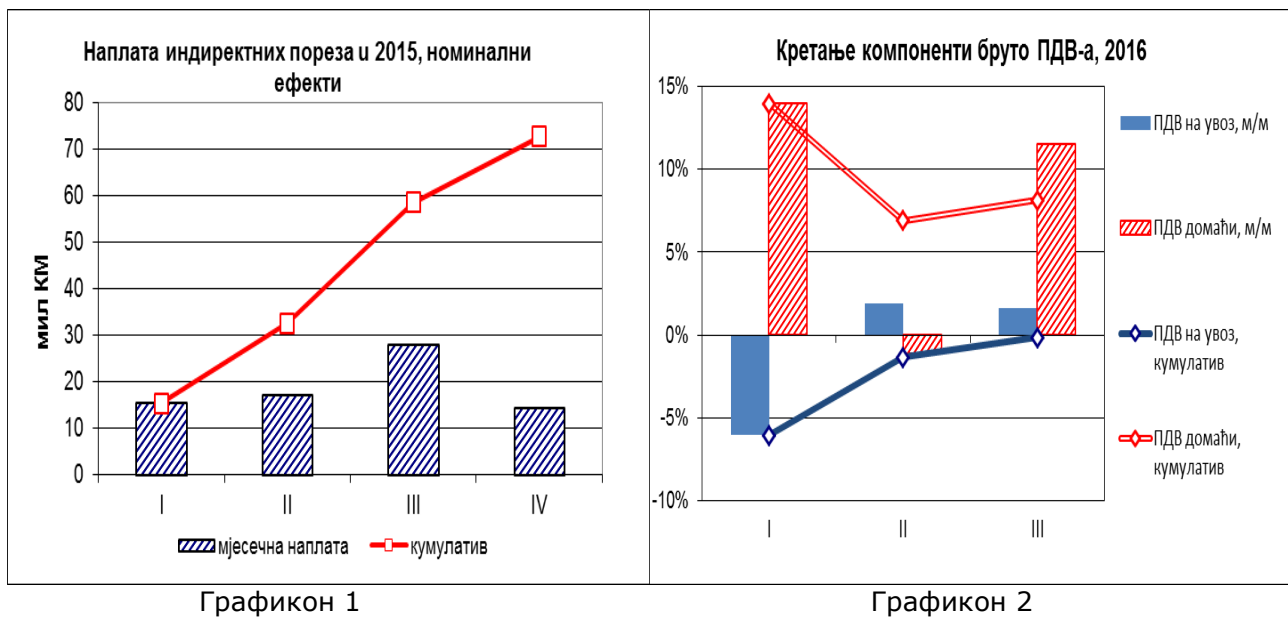 Наплата индиректних пореза u 2015, номинални
ефекти
мил КМ
80
70
60
50
40
30
20
10
0
I II III IV
мјесечна наплата кумулатив
Графикон 1
Кретање компоненти бруто ПДВ-а, 2016
15%
10%
5%
0%
-5%
-10%
I II III
ПДВ на увоз, м/м
ПДВ домаћи, м/м
ПДВ на увоз,
кумулатив
ПДВ домаћи,
кумулатив
Графикон 2